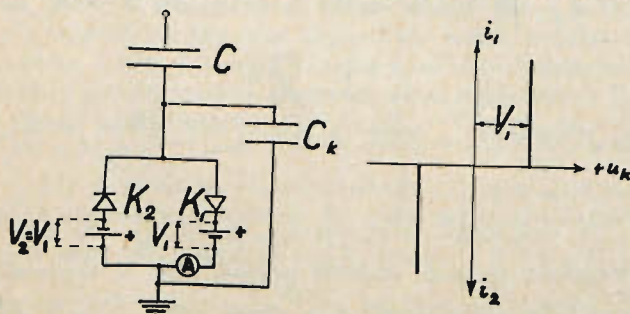 C
C_k
K_2
K_1
V_2=V_1
+
V_1
+
A
i_1
V_1
+u_k
i_2